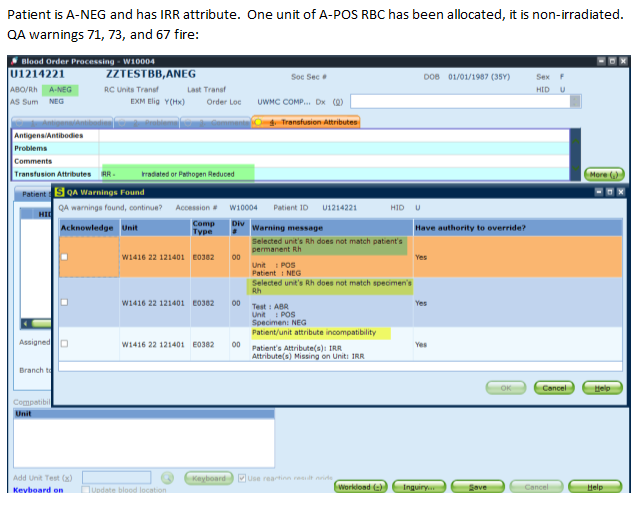 Patient is A-NEG and has IRR attribute. One unit of A-POS RBC has been allocated, it is non-irradiated.
QA warnings 71, 73, and 67 fire:
Blood Order Processing - W10004
U1214221 ZZTESTBB,ANEG Soc Sec # DOB 01/01/1987 (35Y) Sex F
ABO/Rh A-NEG RC Units Transf Last Transf HID U
AS Sum NEG EXM Elig Y(Hx) Order Loc UWMC COMP... Dx (0)
1. Antigens/Antibodies 2. Problems 3. Comments 4. Transfusion Attributes
Antigens/Antibodies
Problems
Comments
Transfusion Attributes IRR - Irradiated or Pathogen Reduced More (;)
Patient
S QA Warnings Found
QA warnings found, continue? Accession # W10004 Patient ID U1214221 HID U
HID
Acknowledge Unit Comp Type Div # Warning message Have authority to override?
Selected unit's Rh does not match patient's
permanent Rh
W1416 22 121401 E0382 00 Yes
Unit : POS
Patient : NEG
Selected unit's Rh does not match specimen's
Rh
W1416 22 121401 E0382 00 Yes
Test : ABR
Unit : POS
Specimen: NEG
Patient/unit attribute incompatibility
Assigned
W1416 22 121401 E0382 00 Yes
Patient's Attribute(s): IRR
Attribute(s) Missing on Unit: IRR
Branch to
OK Cancel Help
Compatibil
Unit
Add Unit Test (x) Keyboard Use reaction result grids
Keyboard on Update blood location
Workload (-) Inquiry... Save Cancel Help